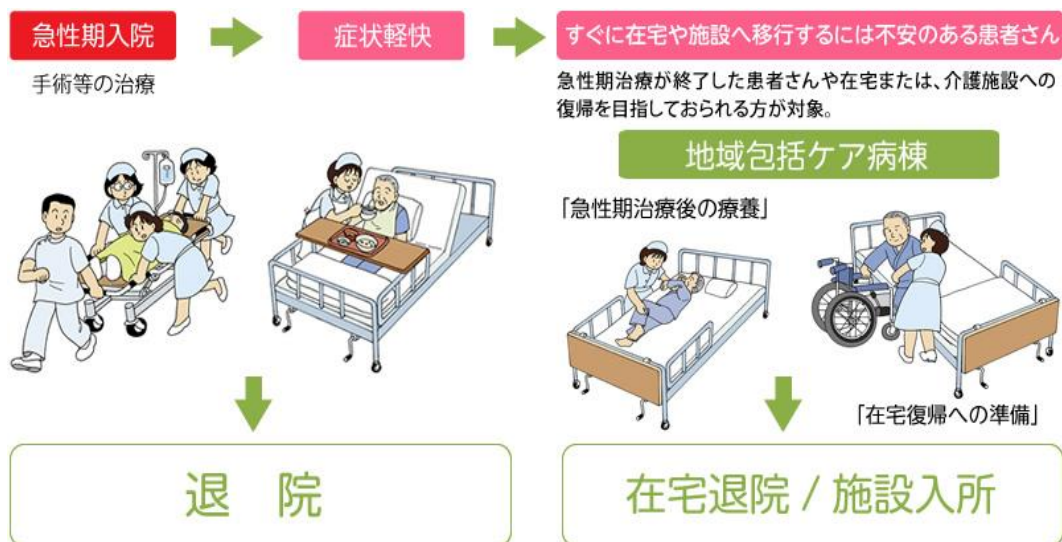 急性期入院
症状軽快
すぐに在宅や施設へ移行するには不安のある患者さん
手術等の治療
急性期治療が終了した患者さんや在宅または、介護施設への
復帰を目指しておられる方が対象。
地域包括ケア病棟
「急性期治療後の療養」
「在宅復帰への準備」
退 院
在宅退院 / 施設入所